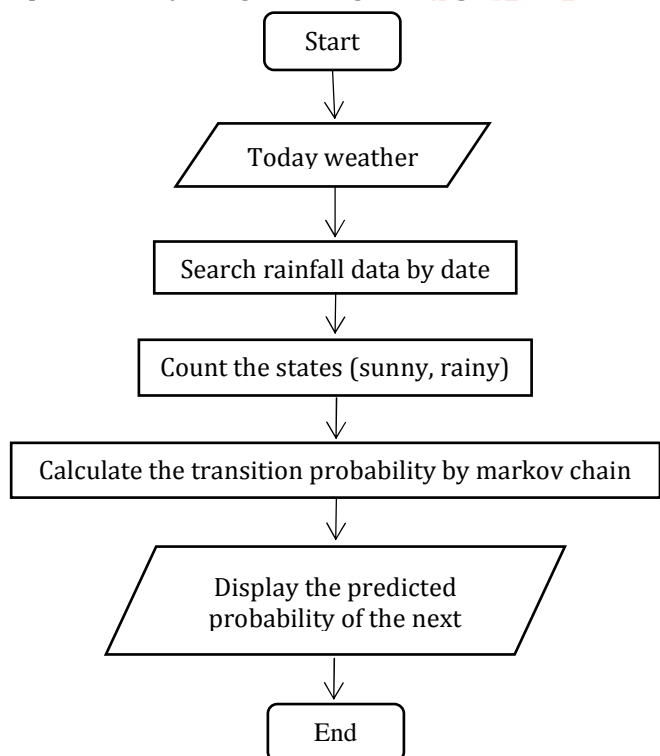 Start
Today weather
Search rainfall data by date
Count the states (sunny, rainy)
Calculate the transition probability by markov chain
Display the predicted
probability of the next
End